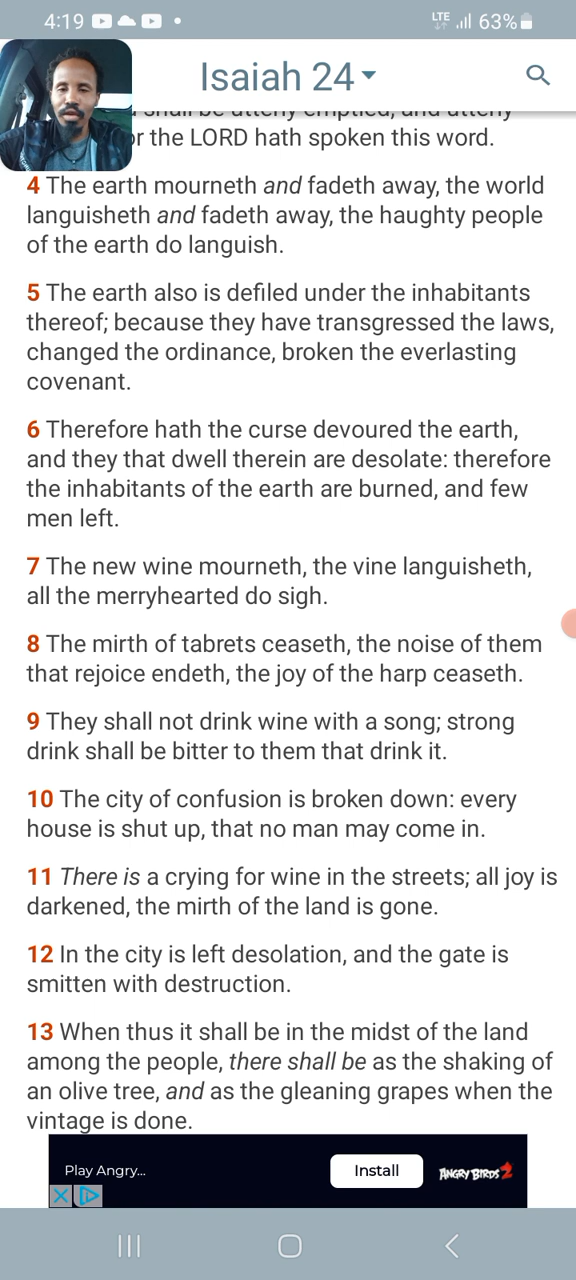 4:19
LTE
63%
Isaiah 24
shall be utterly emptied, and utterly
or the LORD hath spoken this word.
4 The earth mourneth and fadeth away, the world
languisheth and fadeth away, the haughty people
of the earth do languish.
5 The earth also is defiled under the inhabitants
thereof; because they have transgressed the laws,
changed the ordinance, broken the everlasting
covenant.
6 Therefore hath the curse devoured the earth,
and they that dwell therein are desolate: therefore
the inhabitants of the earth are burned, and few
men left.
7 The new wine mourneth, the vine languisheth,
all the merryhearted do sigh.
8 The mirth of tabrets ceaseth, the noise of them
that rejoice endeth, the joy of the harp ceaseth.
9 They shall not drink wine with a song; strong
drink shall be bitter to them that drink it.
10 The city of confusion is broken down: every
house is shut up, that no man may come in.
11 There is a crying for wine in the streets; all joy is
darkened, the mirth of the land is gone.
12 In the city is left desolation, and the gate is
smitten with destruction.
13 When thus it shall be in the midst of the land
among the people, there shall be as the shaking of
an olive tree, and as the gleaning grapes when the
vintage is done.
Play Angry...
Install
ANGRY BIRDS 2